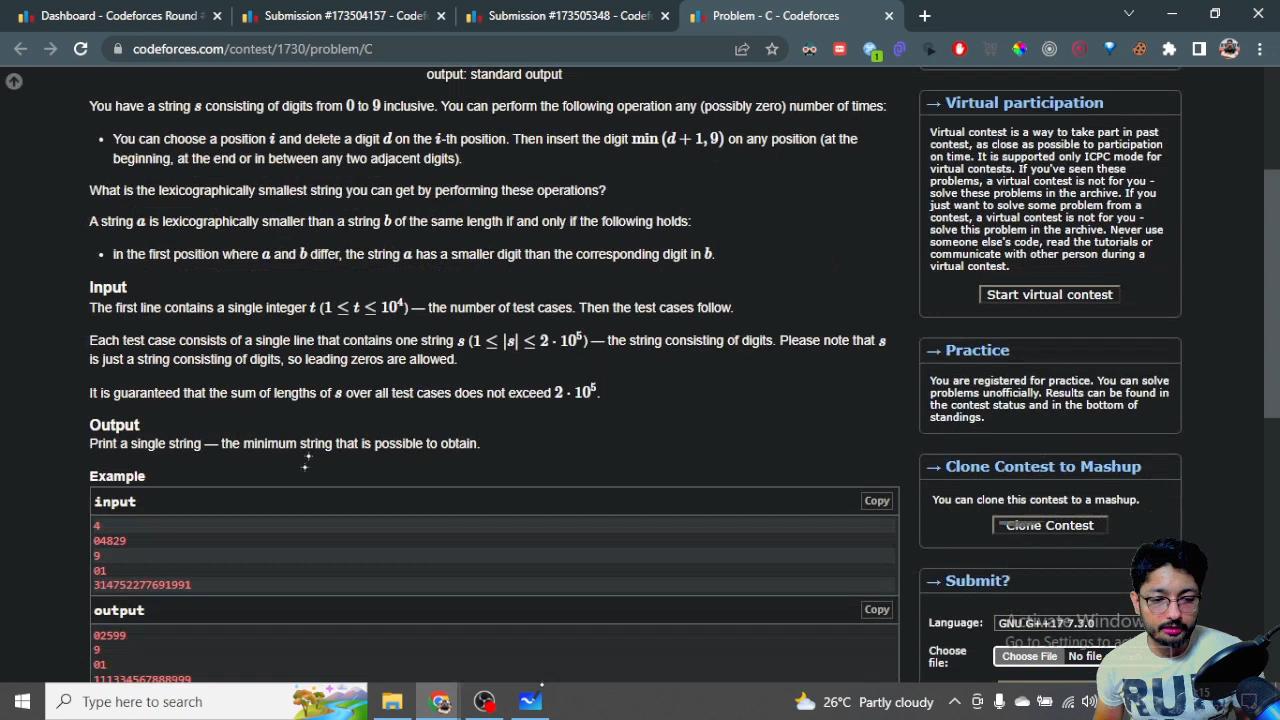 Dashboard - Codeforces Round
Submission #173504157 - Codef
Submission #173505348 - Codef
Problem - C - Codeforces
codeforces.com/contest/1730/problem/C
1
output: standard output
You have a string s consisting of digits from 0 to 9 inclusive. You can perform the following operation any (possibly zero) number of times:
• You can choose a position i and delete a digit d on the i-th position. Then insert the digit min (d + 1, 9) on any position (at the
beginning, at the end or in between any two adjacent digits).
What is the lexicographically smallest string you can get by performing these operations?
A string a is lexicographically smaller than a string b of the same length if and only if the following holds:
• in the first position where a and b differ, the string a has a smaller digit than the corresponding digit in b.
Input
The first line contains a single integer t (1 ≤ t ≤ 10⁴) — the number of test cases. Then the test cases follow.
Each test case consists of a single line that contains one string s (1 ≤ |s| ≤ 2 · 10⁵) — the string consisting of digits. Please note that s
is just a string consisting of digits, so leading zeros are allowed.
It is guaranteed that the sum of lengths of s over all test cases does not exceed 2 · 10⁵.
Output
Print a single string — the minimum string that is possible to obtain.
Example
input
Copy
4
04829
9
01
314752277691991
output
Copy
02599
9
01
111334567888999
→ Virtual participation
Virtual contest is a way to take part in past
contest, as close as possible to participation
on time. It is supported only ICPC mode for
virtual contests. If you've seen these
problems, a virtual contest is not for you -
solve these problems in the archive. If you
just want to solve some problem from a
contest, a virtual contest is not for you -
solve this problem in the archive. Never use
someone else's code, read the tutorials or
communicate with other person during a
virtual contest.
Start virtual contest
→ Practice
You are registered for practice. You can solve
problems unofficially. Results can be found in
the contest status and in the bottom of
standings.
→ Clone Contest to Mashup
You can clone this contest to a mashup.
Clone Contest
→ Submit?
Language:
GNU G++17 7.3.0
Activate Windows
Go to Settings to
Choose
file:
Choose File
No file
RUN
Type here to search
26°C Partly cloudy